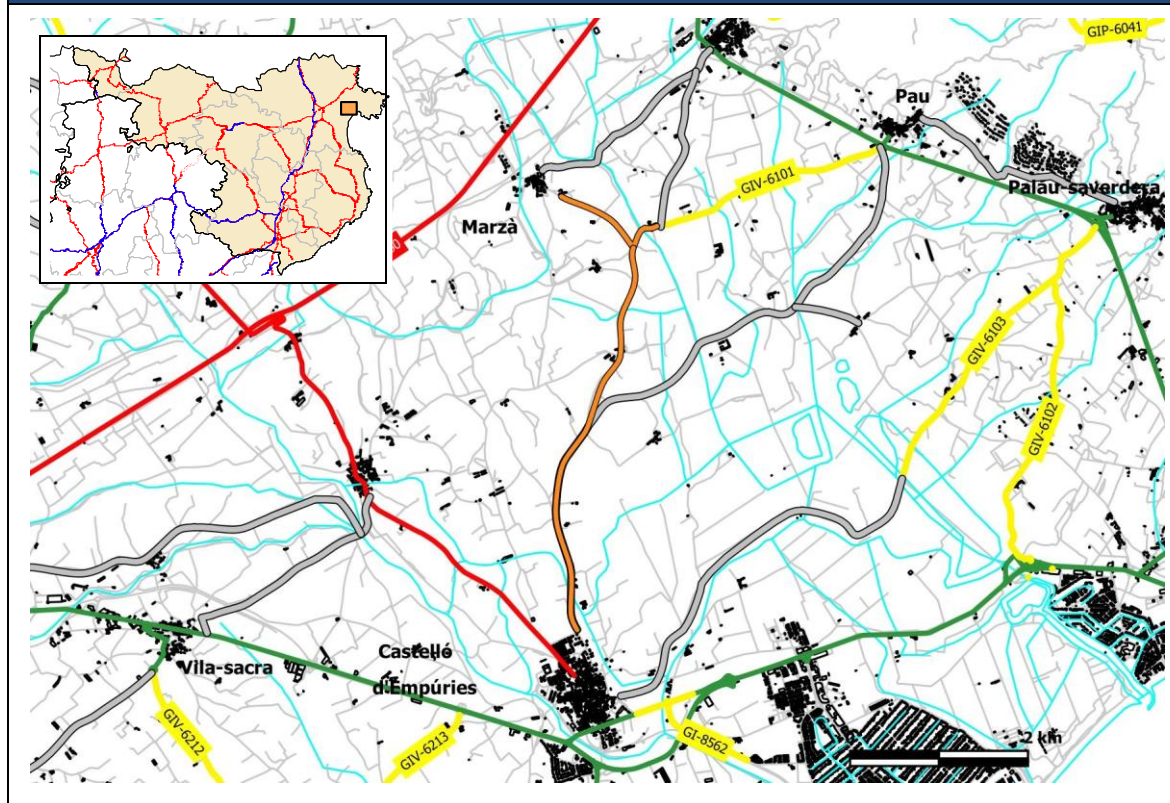 GIP-6041
Pau
GIV-6101
Palau-saverdera
Marzà
GIV-6103
GIV-6102
Castelló
d'Empúries
Vila-sacra
GIV-6212
GIV-6213
GI-8562
2 km